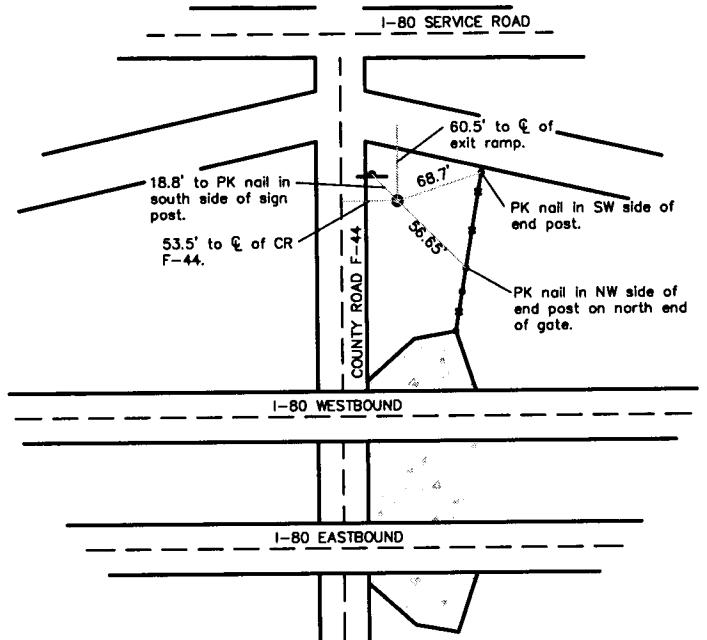 I-80 SERVICE ROAD
60.5' to ℄ of
exit ramp.
18.8' to PK nail in
south side of sign
post.
68.7'
PK nail in SW side of
end post.
53.5' to ℄ of CR
F-44.
56.65'
COUNTY ROAD F-44
PK nail in NW side of
end post on north end
of gate.
I-80 WESTBOUND
I-80 EASTBOUND